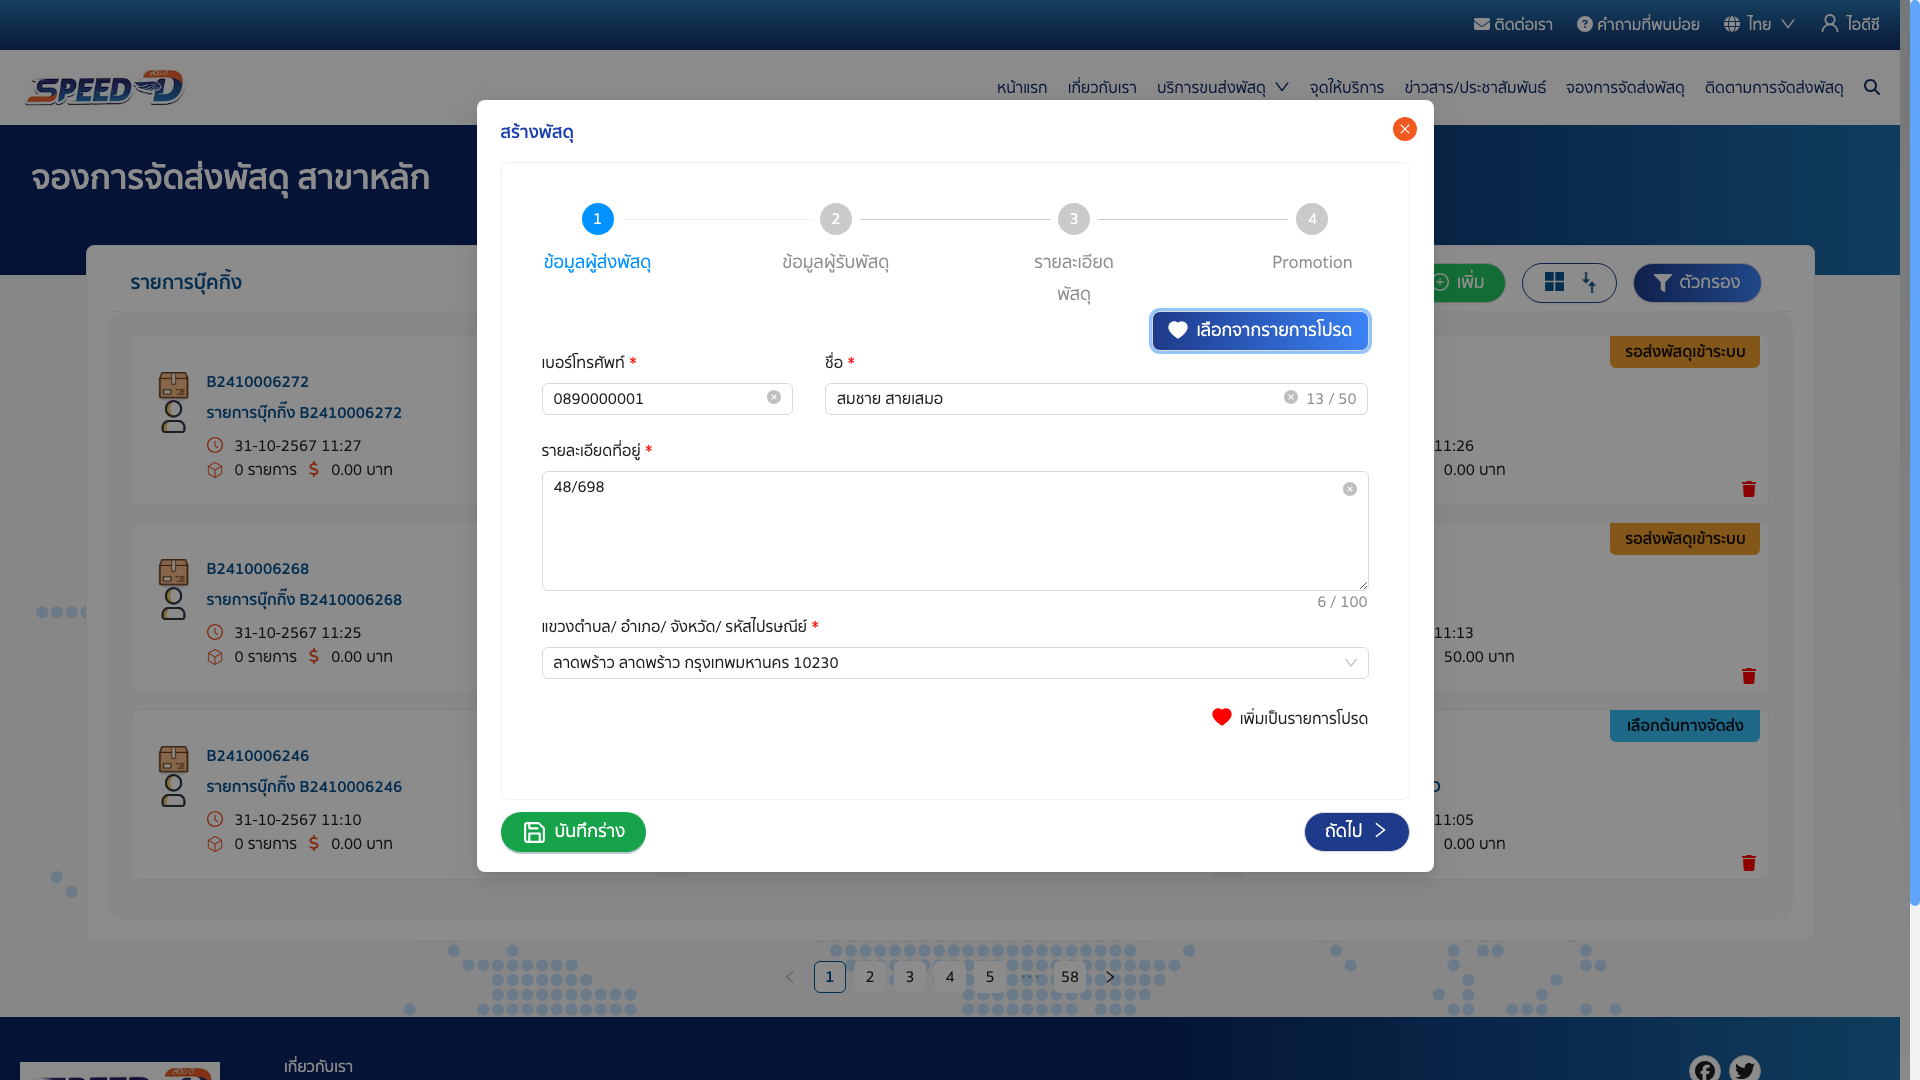 ติดต่อเรา
คำถามที่พบบ่อย
ไทย
ไอดีซี
SPEED-D
หน้าแรก
เกี่ยวกับเรา
บริการขนส่งพัสดุ
จุดให้บริการ
ข่าวสาร/ประชาสัมพันธ์
จองการจัดส่งพัสดุ
ติดตามการจัดส่งพัสดุ
จองการจัดส่งพัสดุ สาขาหลัก
รายการบุ๊คกิ้ง
เพิ่ม
ตัวกรอง
สร้างพัสดุ
1
2
3
4
ข้อมูลผู้ส่งพัสดุ
ข้อมูลผู้รับพัสดุ
รายละเอียด
พัสดุ
Promotion
เลือกจากรายการโปรด
เบอร์โทรศัพท์ *
ชื่อ *
0890000001
สมชาย สายเสมอ
13 / 50
รายละเอียดที่อยู่ *
48/698
6 / 100
แขวงตำบล/ อำเภอ/ จังหวัด/ รหัสไปรษณีย์ *
ลาดพร้าว ลาดพร้าว กรุงเทพมหานคร 10230
เพิ่มเป็นรายการโปรด
บันทึกร่าง
ถัดไป
B2410006272
รายการบุ๊กกิ๊ง B2410006272
31-10-2567 11:27
0 รายการ
0.00 บาท
รอส่งพัสดุเข้าระบบ
11:26
0.00 บาท
B2410006268
รายการบุ๊กกิ๊ง B2410006268
31-10-2567 11:25
0 รายการ
0.00 บาท
รอส่งพัสดุเข้าระบบ
11:13
50.00 บาท
B2410006246
รายการบุ๊กกิ๊ง B2410006246
31-10-2567 11:10
0 รายการ
0.00 บาท
เลือกต้นทางจัดส่ง
11:05
0.00 บาท
1
2
3
4
5
•••
58
เกี่ยวกับเรา